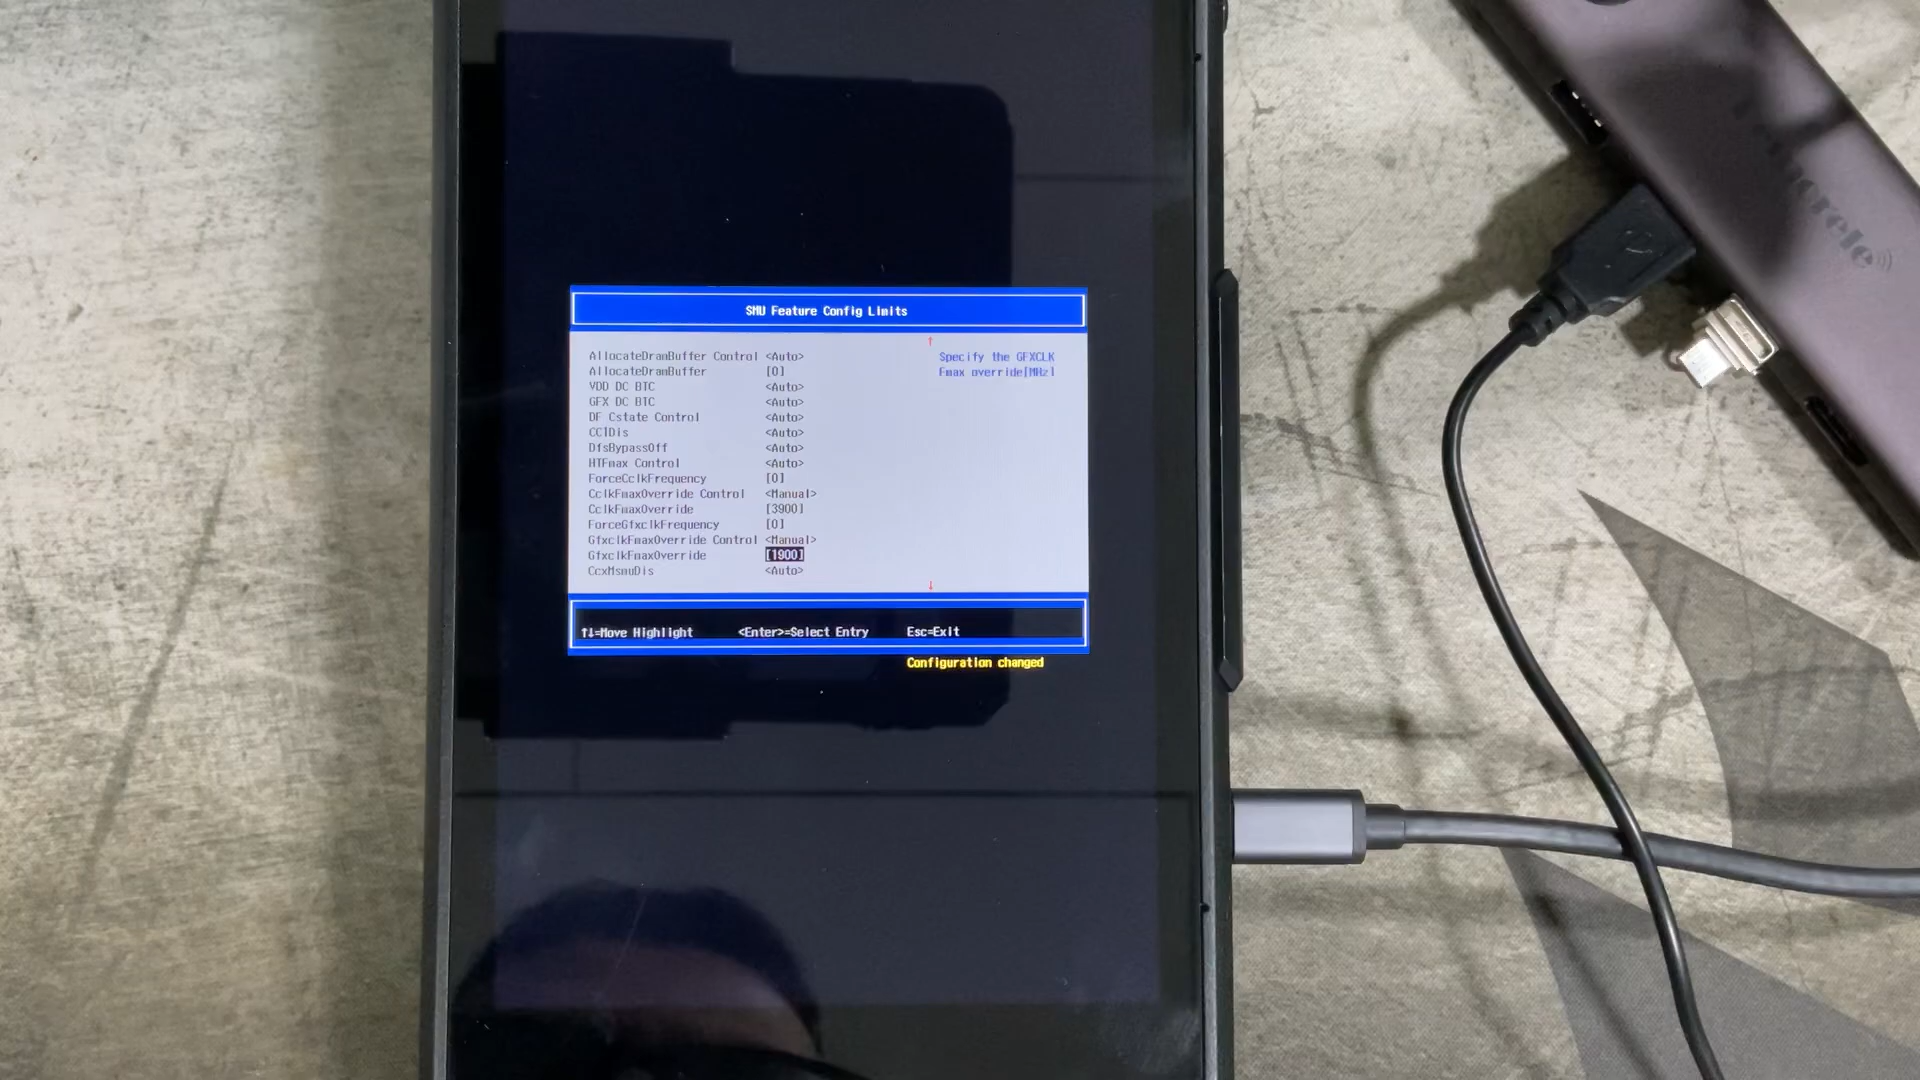 SMU Feature Config Limits
AllocateDramBuffer Control <Auto>
AllocateDramBuffer [0]
VDD DC BTC <Auto>
GFX DC BTC <Auto>
DF Cstate Control <Auto>
CC1Dis <Auto>
DfsBypassOff <Auto>
HTFmax Control <Auto>
ForceCclkFrequency [0]
CclkFmaxOverride Control <Manual>
CclkFmaxOverride [3900]
ForceGfxclkFrequency [0]
GfxclkFmaxOverride Control <Manual>
GfxclkFmaxOverride [1900]
CcxMsmuDis <Auto>
↑
Specify the GFXCLK
Fmax override[MHz]
↓
↑↓=Move Highlight <Enter>=Select Entry Esc=Exit
Configuration changed